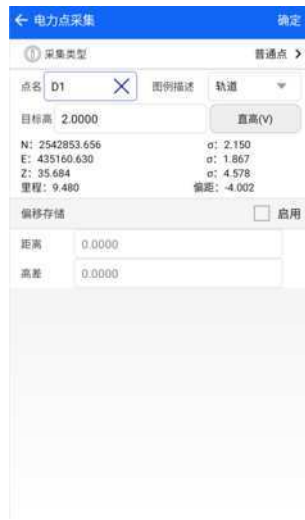 电力点采集 确定
采集类型 普通点
点名 D1 图例描述 轨道
目标高 2.0000 直高(V)
N: 2542853.656 σ: 2.150
E: 435160.630 σ: 1.867
Z: 35.684 σ: 4.578
里程: 9.480 偏距: -4.002
偏移存储 启用
距离 0.0000
高差 0.0000